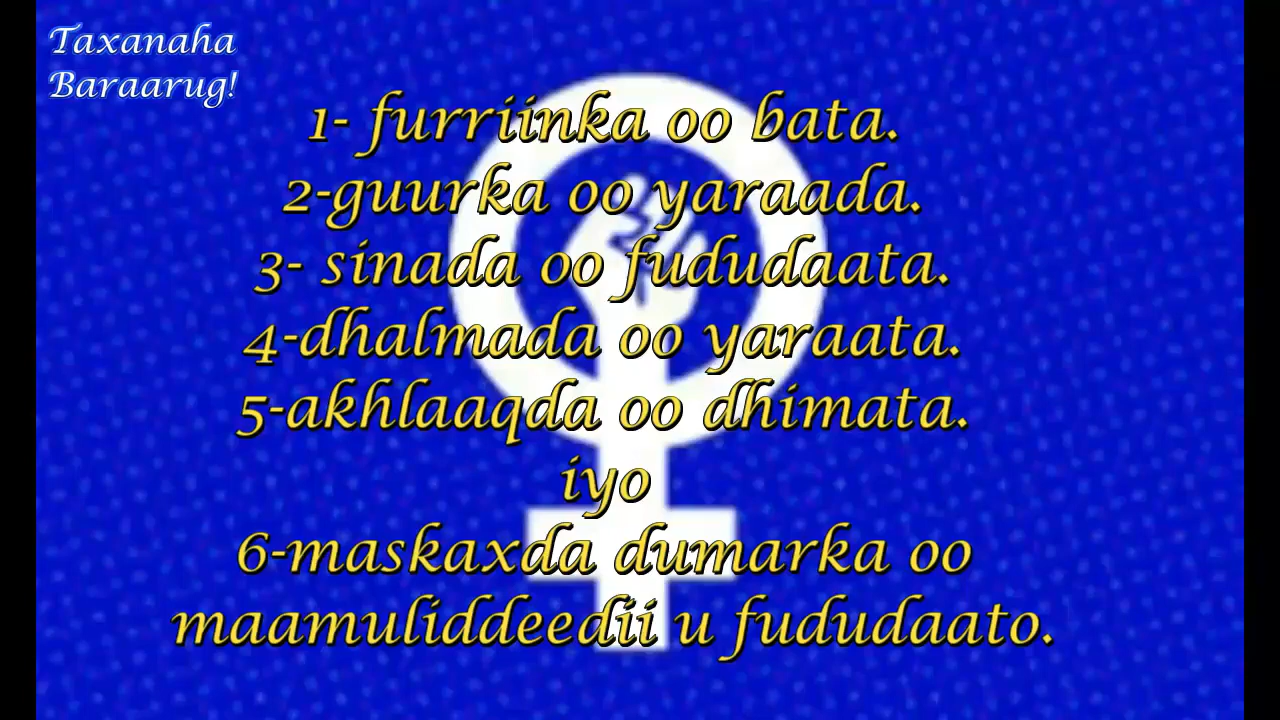 Taxanaha
Baraarug!
1- furriinka oo bata.
2-guurka oo yaraada.
3- sinada oo fududaata.
4-dhalmada oo yaraata.
5-akhlaaqda oo dhimata.
iyo
6-maskaxda dumarka oo
maamuliddeedii u fududaato.